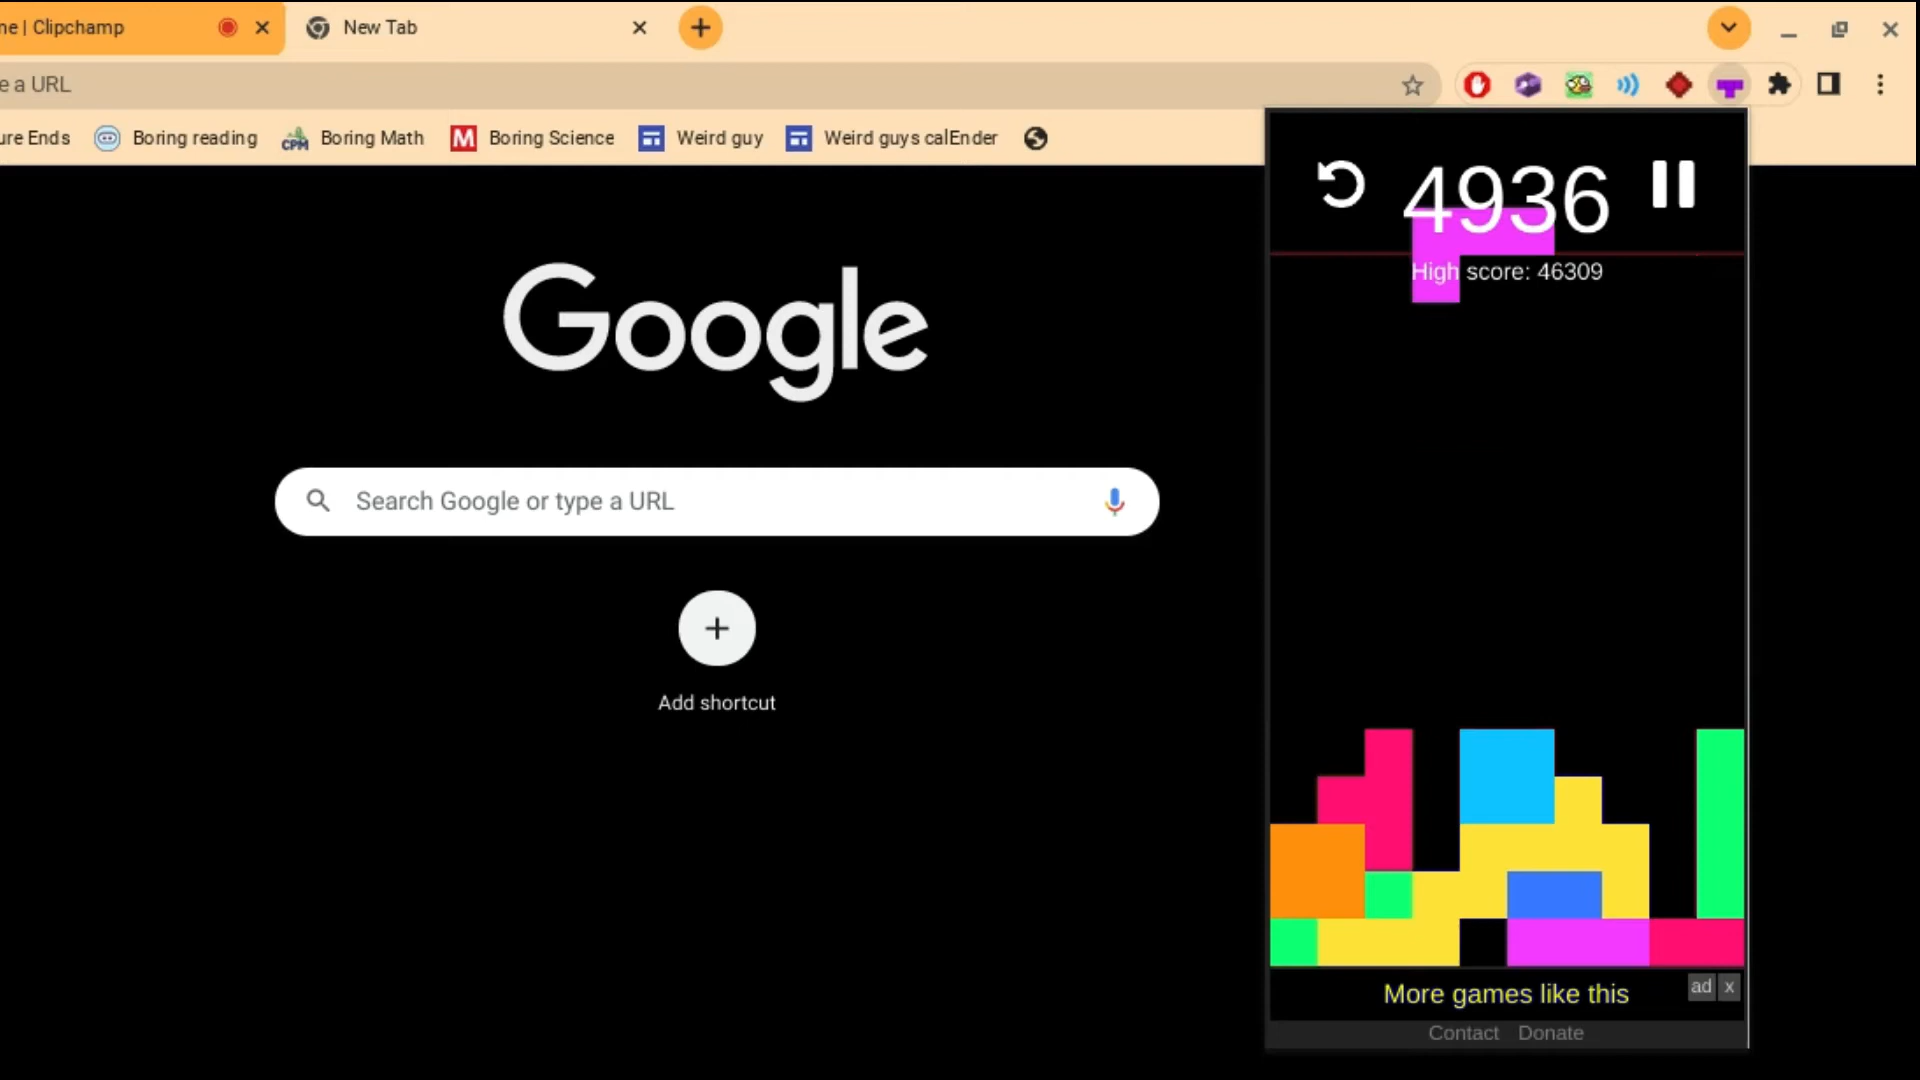 ne | Clipchamp
New Tab
e a URL
ure Ends
Boring reading
CPM
Boring Math
M
Boring Science
Weird guy
Weird guys calEnder
4936
High score: 46309
Google
Search Google or type a URL
Add shortcut
More games like this
ad x
Contact Donate